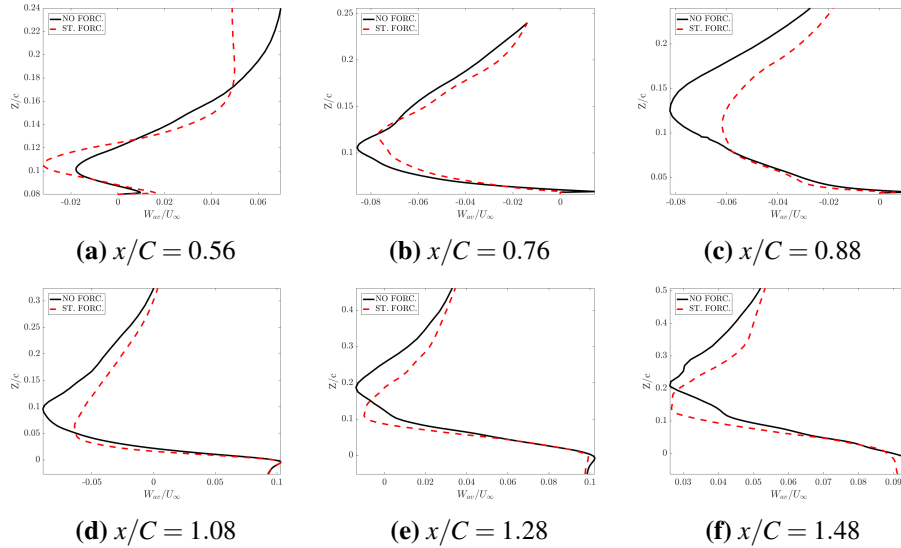 0.24
0.22
0.2
0.18
0.16
0.14
0.12
0.1
0.08
Z/c
NO FORC.
ST. FORC.
-0.02 0 0.02 0.04 0.06
W_av/U_∞
(a) x/C = 0.56
0.25
0.2
0.15
0.1
Z/c
NO FORC.
ST. FORC.
-0.08 -0.06 -0.04 -0.02 0
W_av/U_∞
(b) x/C = 0.76
0.2
0.15
0.1
0.05
Z/c
NO FORC.
ST. FORC.
-0.08 -0.06 -0.04 -0.02 0
W_av/U_∞
(c) x/C = 0.88
0.3
0.25
0.2
0.15
0.1
0.05
0
Z/c
NO FORC.
ST. FORC.
-0.05 0 0.05 0.1
W_av/U_∞
(d) x/C = 1.08
0.4
0.3
0.2
0.1
0
Z/c
NO FORC.
ST. FORC.
0 0.02 0.04 0.06 0.08 0.1
W_av/U_∞
(e) x/C = 1.28
0.5
0.4
0.3
0.2
0.1
0
Z/c
NO FORC.
ST. FORC.
0.03 0.04 0.05 0.06 0.07 0.08 0.09
W_av/U_∞
(f) x/C = 1.48